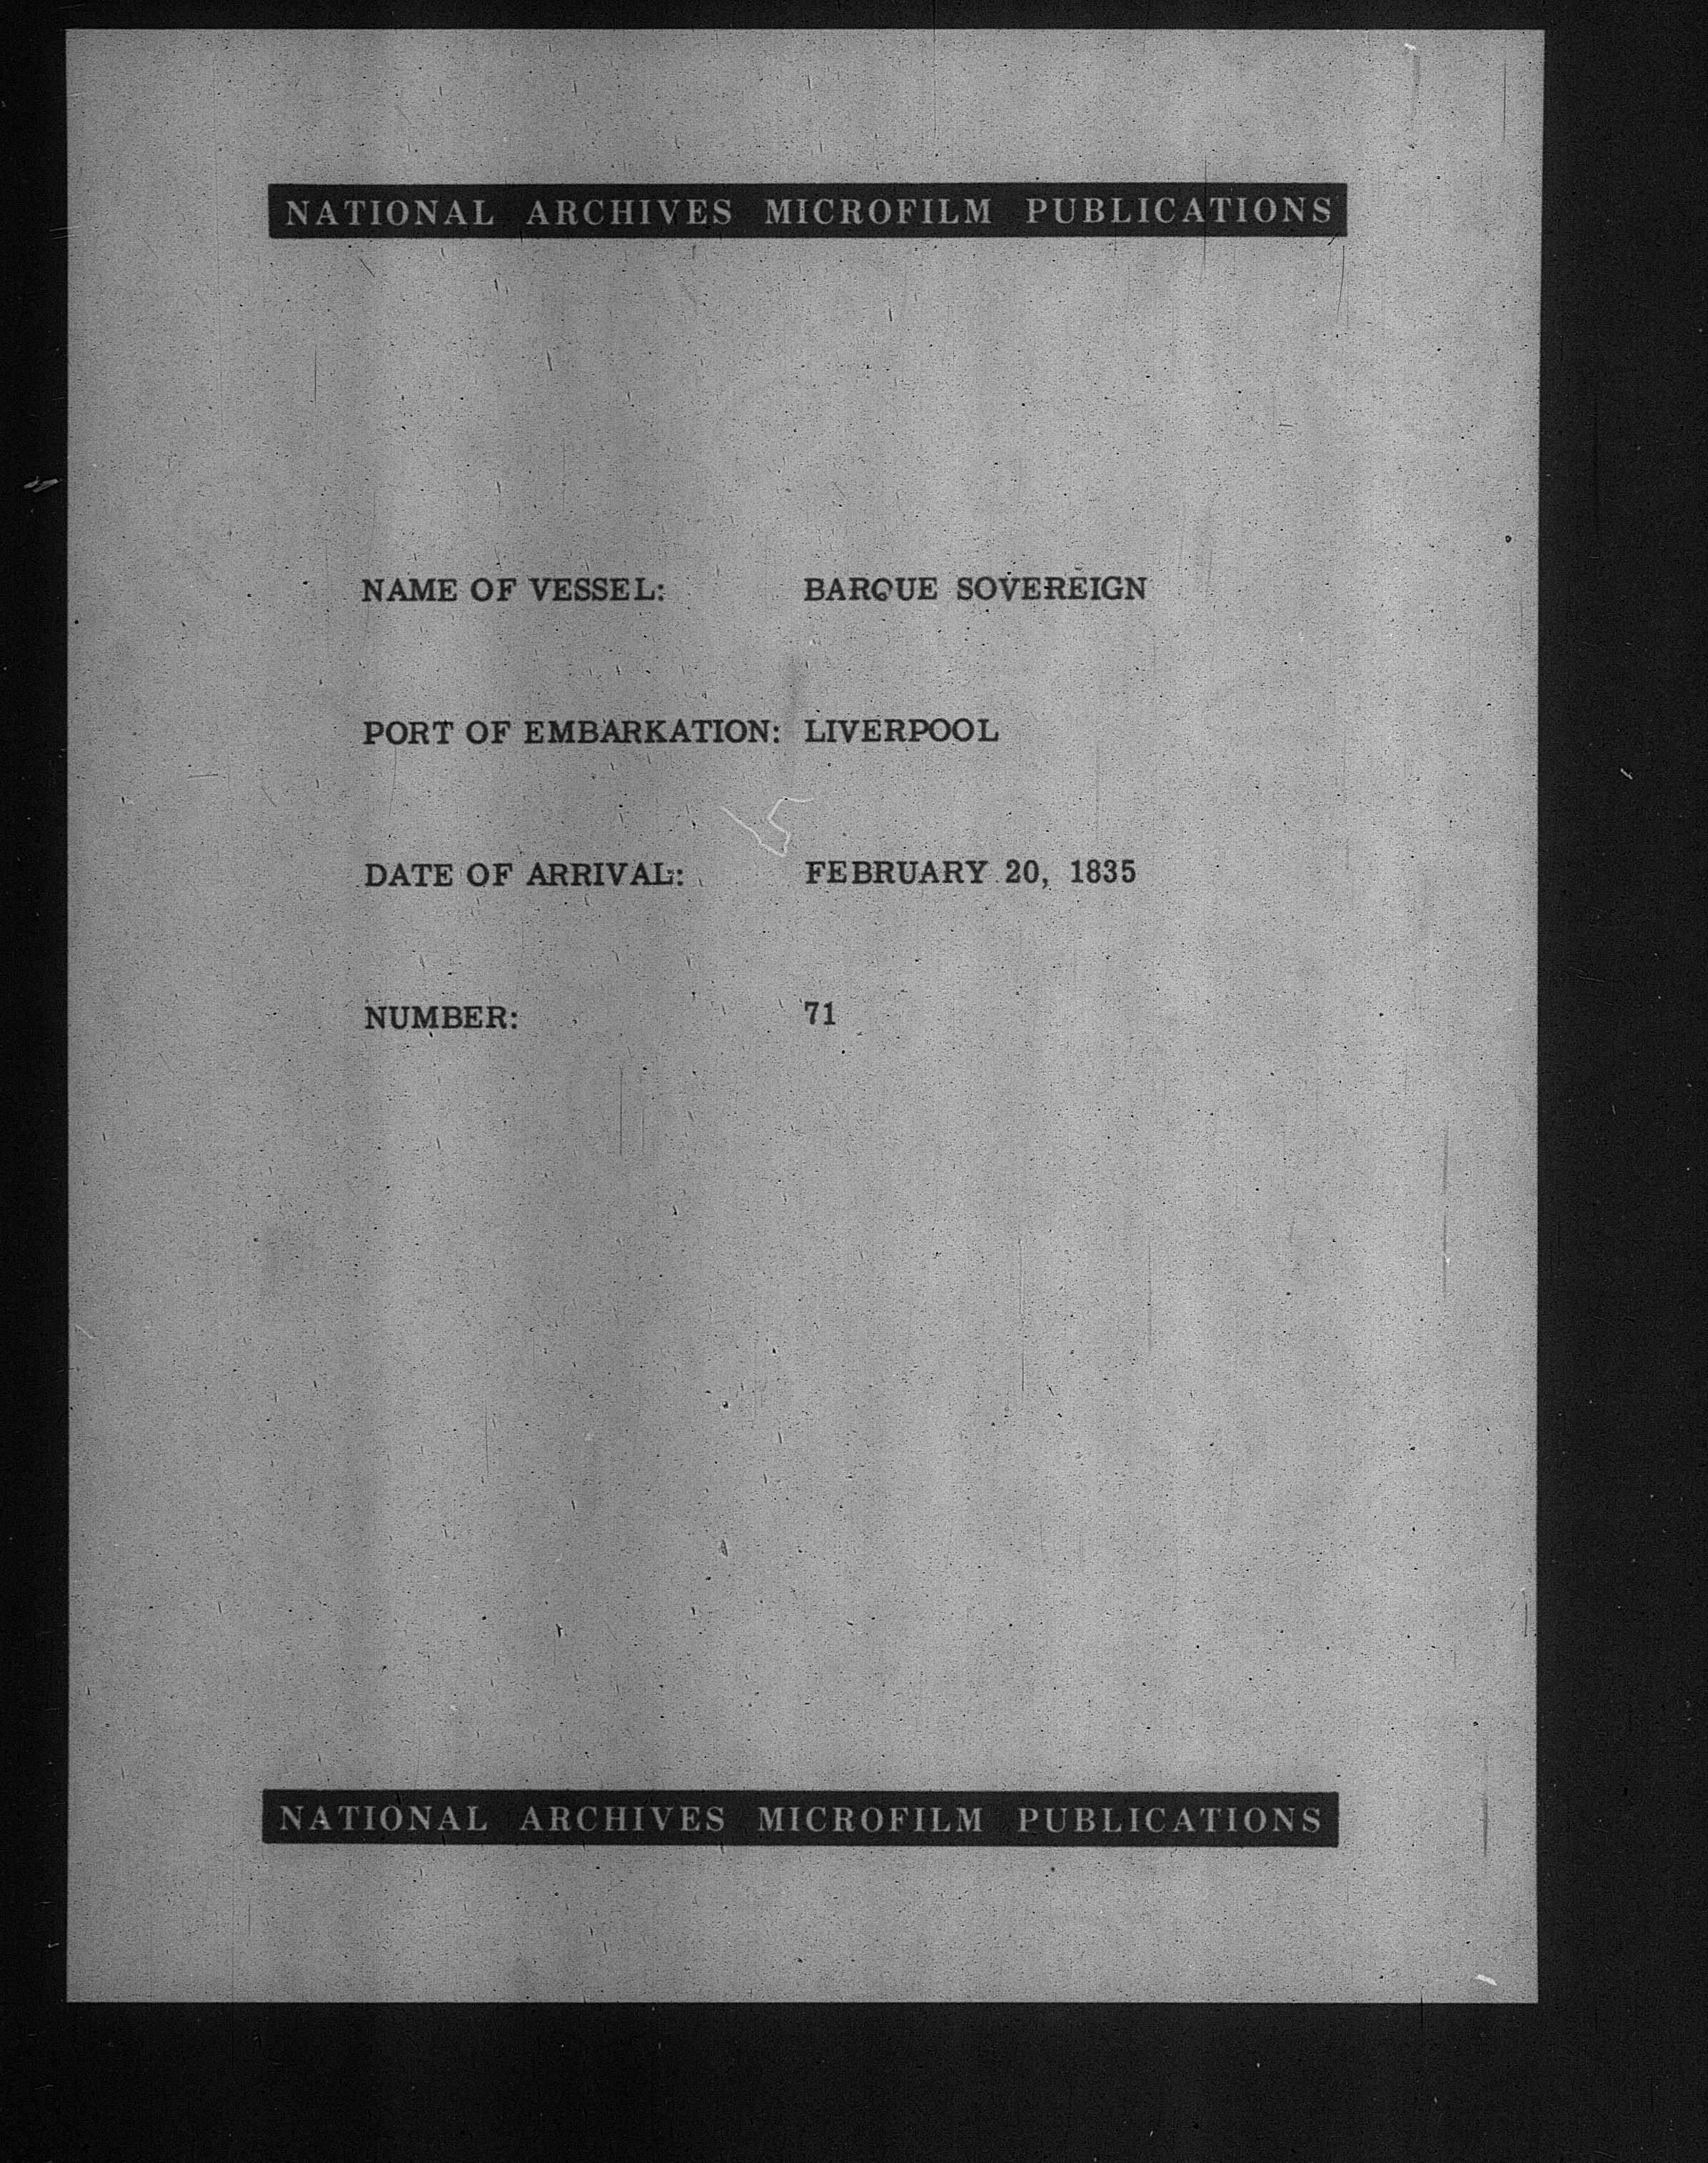 NATIONAL ARCHIVES MICROFILM PUBLICATIONS
NAME OF VESSEL: BARQUE SOVEREIGN
PORT OF EMBARKATION: LIVERPOOL
DATE OF ARRIVAL: FEBRUARY 20, 1835
NUMBER: 71
NATIONAL ARCHIVES MICROFILM PUBLICATIONS